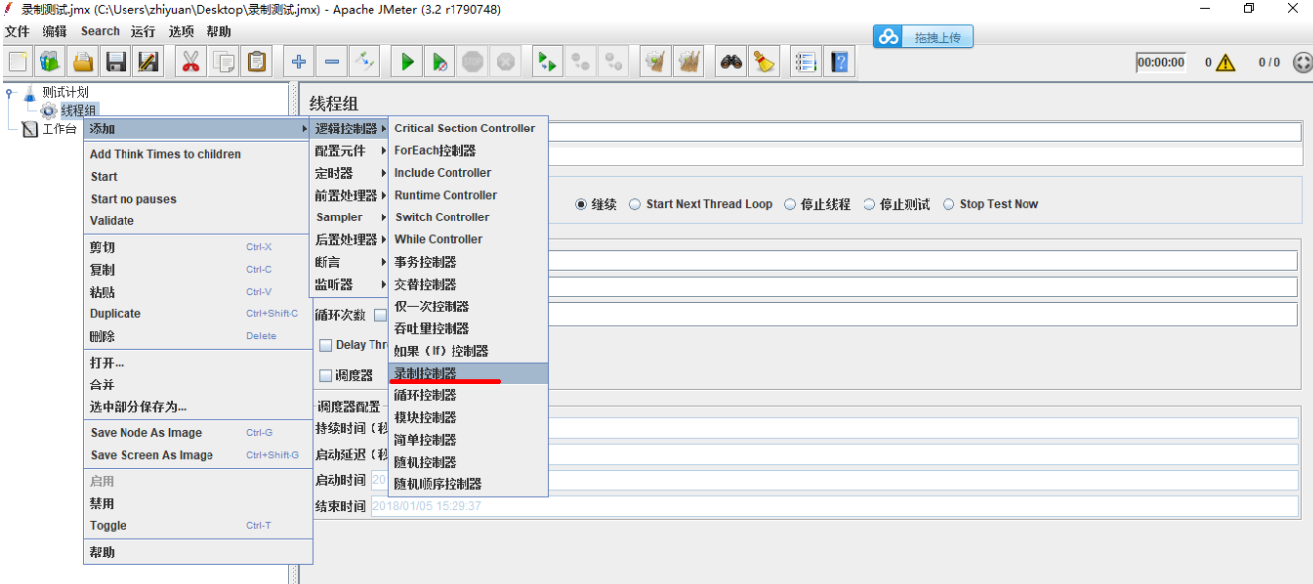 录制测试.jmx (C:\Users\zhiyuan\Desktop\录制测试.jmx) - Apache JMeter (3.2 r1790748)
文件 编辑 Search 运行 选项 帮助
拖拽上传
00:00:00 0 0 / 0
测试计划
线程组
工作台
线程组
添加
Add Think Times to children
Start
Start no pauses
Validate
剪切 Ctrl-X
复制 Ctrl-C
粘贴 Ctrl-V
Duplicate Ctrl+Shift-C
删除 Delete
打开...
合并
选中部分保存为...
Save Node As Image Ctrl-G
Save Screen As Image Ctrl+Shift-G
启用
禁用
Toggle Ctrl-T
帮助
逻辑控制器
配置元件
定时器
前置处理器
Sampler
后置处理器
断言
监听器
Critical Section Controller
ForEach控制器
Include Controller
Runtime Controller
Switch Controller
While Controller
事务控制器
交替控制器
仅一次控制器
吞吐量控制器
如果（If）控制器
录制控制器
循环控制器
模块控制器
简单控制器
随机控制器
随机顺序控制器
继续 Start Next Thread Loop 停止线程 停止测试 Stop Test Now
循环次数
Delay Thr
调度器
调度器配置
持续时间（秒
启动延迟（秒
启动时间 20
结束时间 2018/01/05 15:29:37